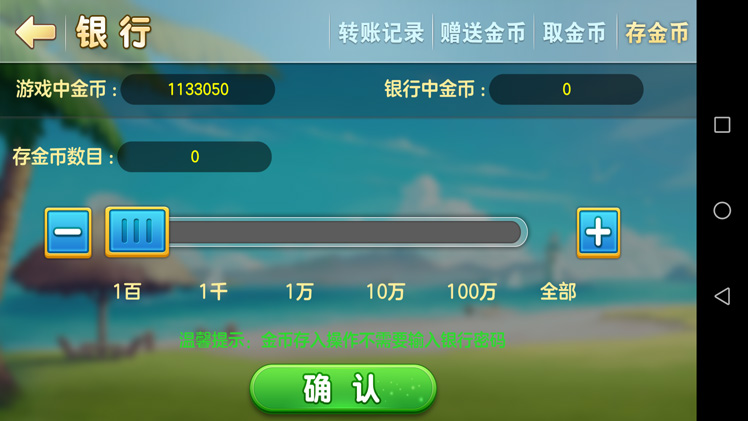 银行 转账记录 赠送金币 取金币 存金币
游戏中金币： 1133050 银行中金币： 0
存金币数目： 0
1百 1千 1万 10万 100万 全部
温馨提示：金币存入操作不需要输入银行密码
确认